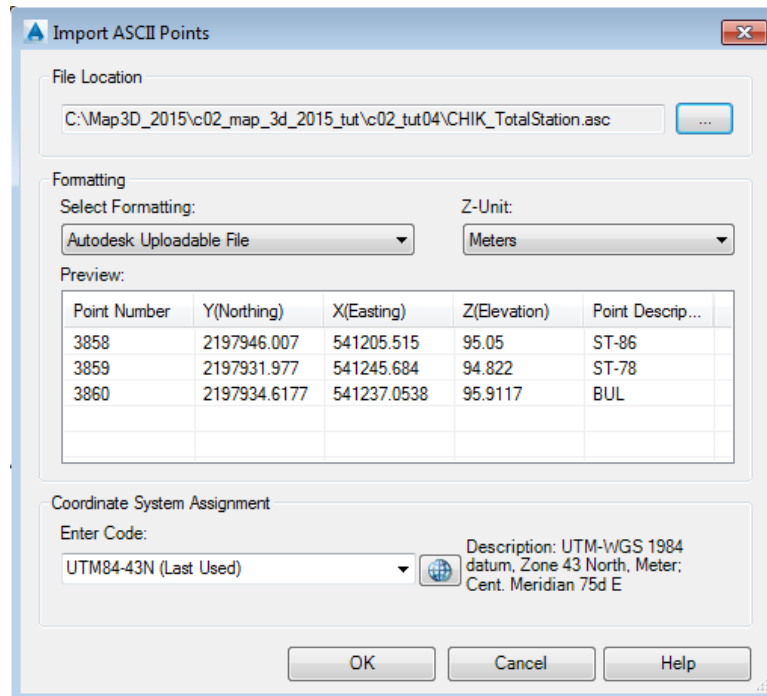 Import ASCII Points
File Location
C:\Map3D_2015\c02_map_3d_2015_tut\c02_tut04\CHIK_TotalStation.asc
...
Formatting
Select Formatting: Z-Unit:
Autodesk Uploadable File Meters
Preview:
Point Number Y(Northing) X(Easting) Z(Elevation) Point Descrip...
3858 2197946.007 541205.515 95.05 ST-86
3859 2197931.977 541245.684 94.822 ST-78
3860 2197934.6177 541237.0538 95.9117 BUL
Coordinate System Assignment
Enter Code:
UTM84-43N (Last Used)
Description: UTM-WGS 1984
datum, Zone 43 North, Meter;
Cent. Meridian 75d E
OK Cancel Help